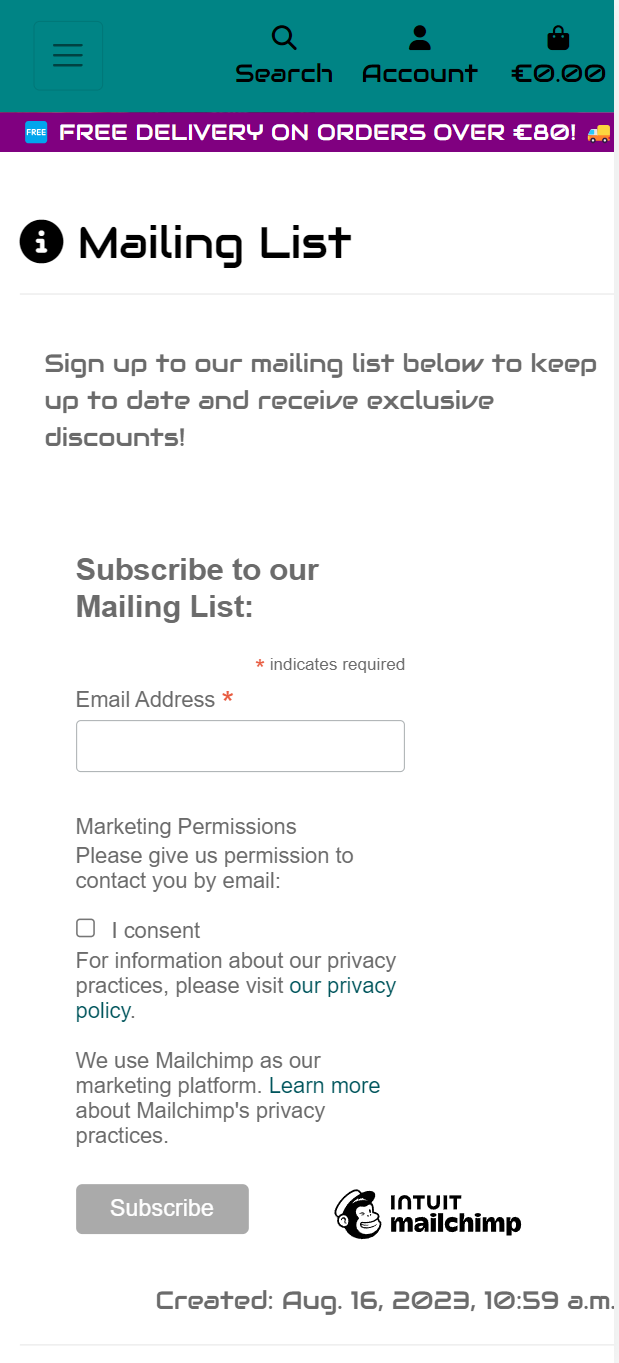 Search
Account
€0.00
FREE FREE DELIVERY ON ORDERS OVER €80!
Mailing List
Sign up to our mailing list below to keep
up to date and receive exclusive
discounts!
Subscribe to our
Mailing List:
* indicates required
Email Address *
Marketing Permissions
Please give us permission to
contact you by email:
I consent
For information about our privacy
practices, please visit our privacy
policy.
We use Mailchimp as our
marketing platform. Learn more
about Mailchimp's privacy
practices.
Subscribe
INTUIT
mailchimp
Created: Aug. 16, 2023, 10:59 a.m.